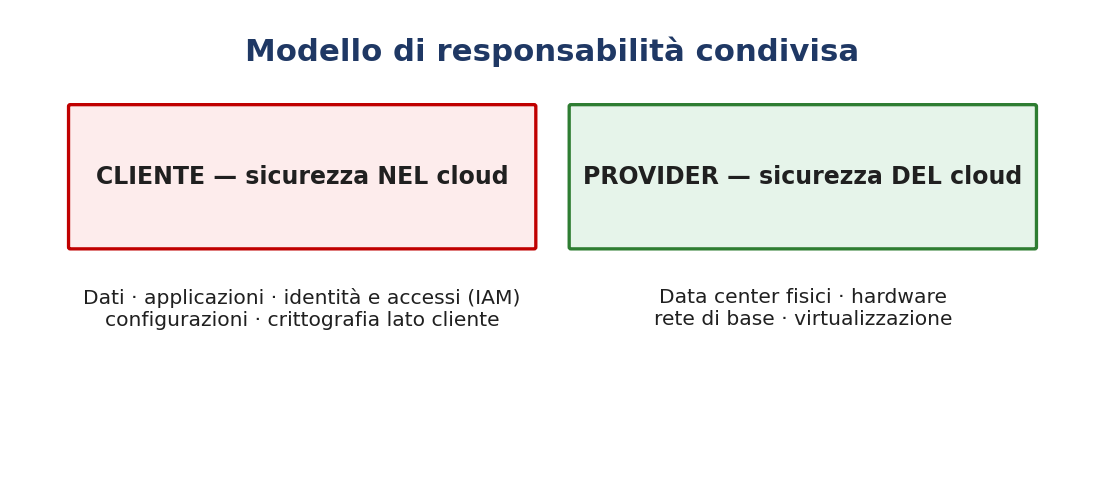 Modello di responsabilità condivisa
CLIENTE — sicurezza NEL cloud
PROVIDER — sicurezza DEL cloud
Dati · applicazioni · identità e accessi (IAM)
configurazioni · crittografia lato cliente
Data center fisici · hardware
rete di base · virtualizzazione